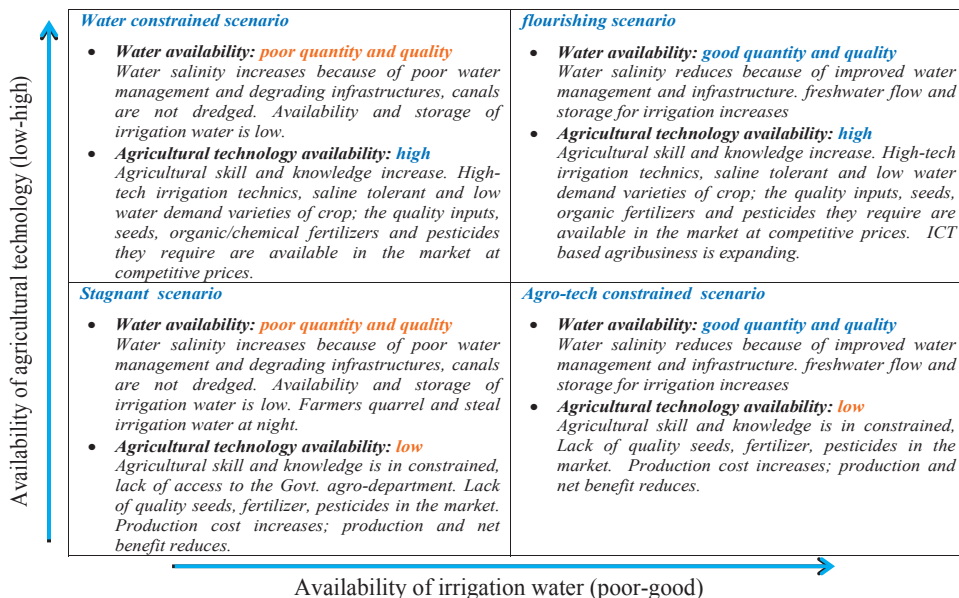 Availability of agricultural technology (low-high)
Water constrained scenario
• Water availability: poor quantity and quality
Water salinity increases because of poor water
management and degrading infrastructures, canals
are not dredged. Availability and storage of
irrigation water is low.
• Agricultural technology availability: high
Agricultural skill and knowledge increase. High-
tech irrigation technics, saline tolerant and low
water demand varieties of crop; the quality inputs,
seeds, organic/chemical fertilizers and pesticides
they require are available in the market at
competitive prices.
flourishing scenario
• Water availability: good quantity and quality
Water salinity reduces because of improved water
management and infrastructure. freshwater flow and
storage for irrigation increases
• Agricultural technology availability: high
Agricultural skill and knowledge increase. High-tech
irrigation technics, saline tolerant and low water
demand varieties of crop; the quality inputs, seeds,
organic fertilizers and pesticides they require are
available in the market at competitive prices. ICT
based agribusiness is expanding.
Stagnant scenario
• Water availability: poor quantity and quality
Water salinity increases because of poor water
management and degrading infrastructures, canals
are not dredged. Availability and storage of
irrigation water is low. Farmers quarrel and steal
irrigation water at night.
• Agricultural technology availability: low
Agricultural skill and knowledge is in constrained,
lack of access to the Govt. agro-department. Lack
of quality seeds, fertilizer, pesticides in the market.
Production cost increases; production and net
benefit reduces.
Agro-tech constrained scenario
• Water availability: good quantity and quality
Water salinity reduces because of improved water
management and infrastructure. freshwater flow and
storage for irrigation increases
• Agricultural technology availability: low
Agricultural skill and knowledge is in constrained,
Lack of quality seeds, fertilizer, pesticides in the
market. Production cost increases; production and
net benefit reduces.
Availability of irrigation water (poor-good)